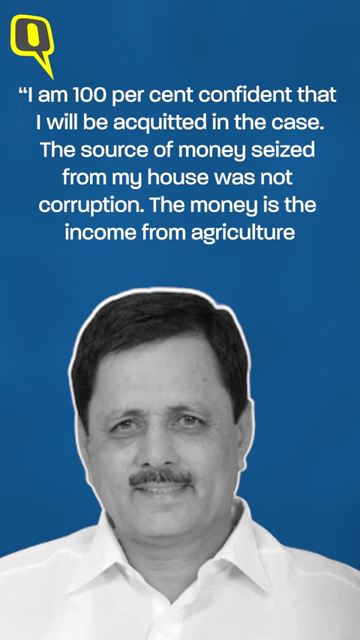 “I am 100 per cent confident that
I will be acquitted in the case.
The source of money seized
from my house was not
corruption. The money is the
income from agriculture